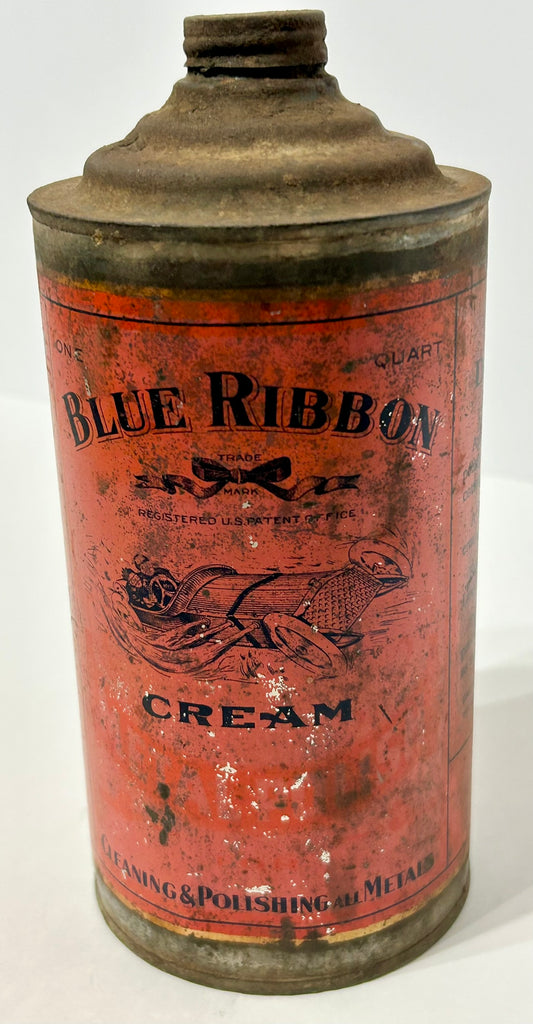 ONE QUART
BLUE RIBBON
TRADE
MARK
REGISTERED U.S. PATENT OFFICE
CREAM
CLEANING & POLISHING ALL METALS